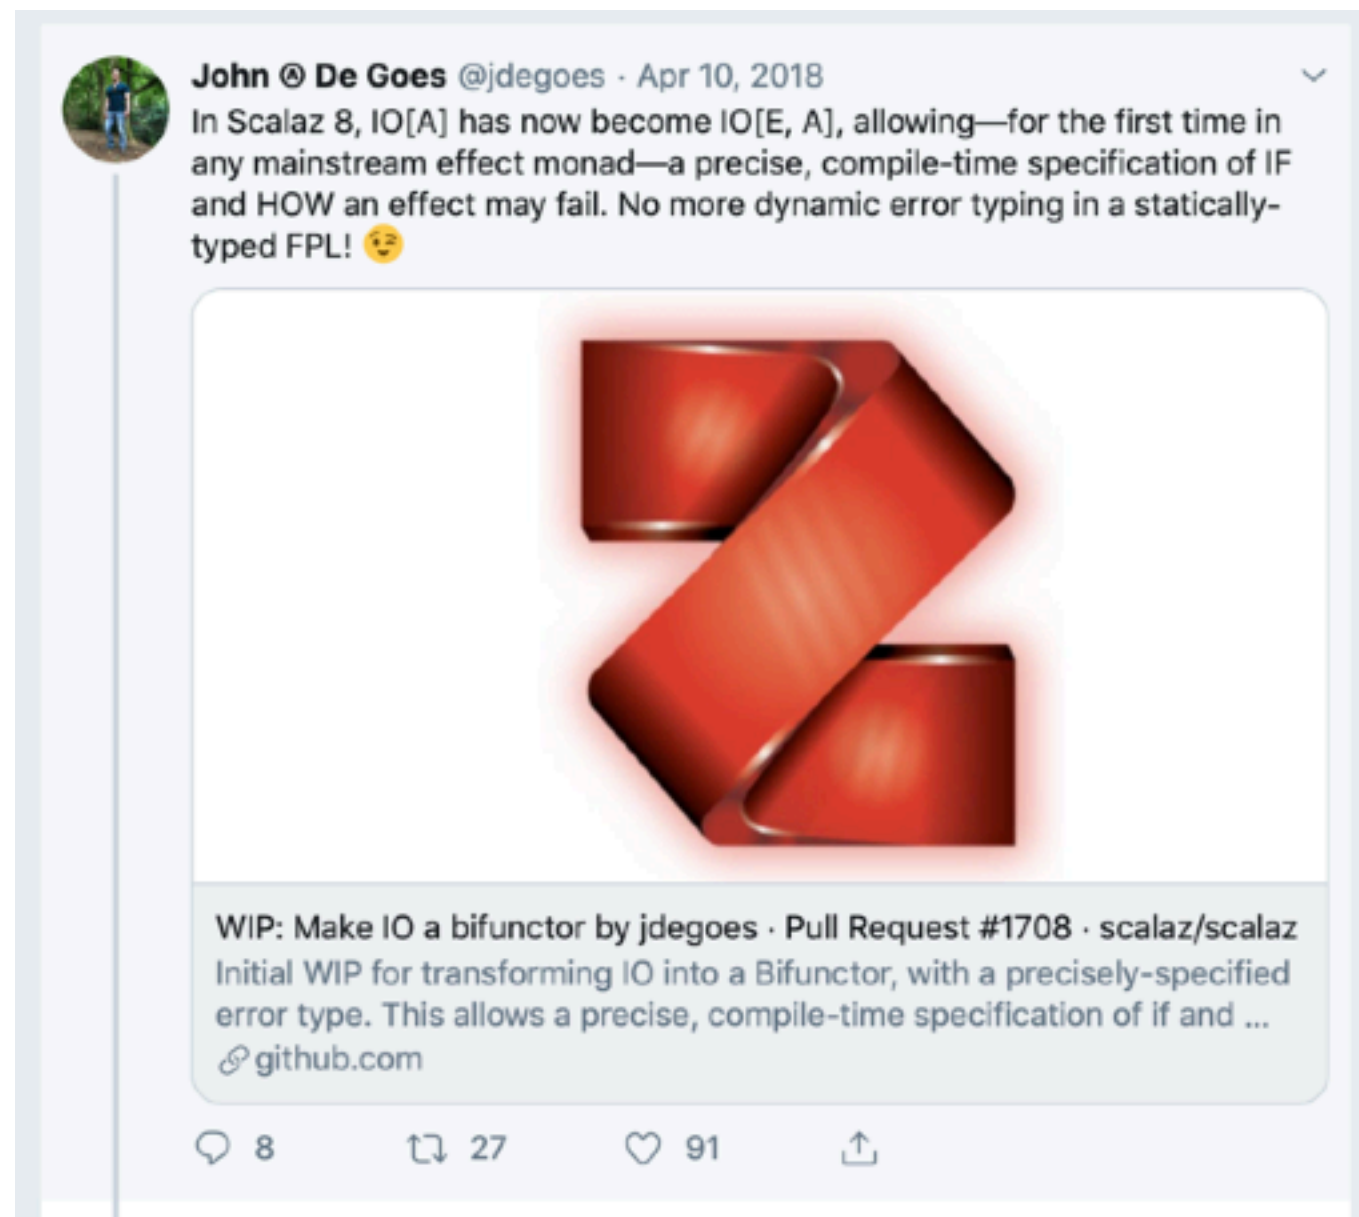 John Ⓐ De Goes @jdegoes · Apr 10, 2018
In Scalaz 8, IO[A] has now become IO[E, A], allowing—for the first time in
any mainstream effect monad—a precise, compile-time specification of IF
and HOW an effect may fail. No more dynamic error typing in a statically-
typed FPL! 😉
WIP: Make IO a bifunctor by jdegoes · Pull Request #1708 · scalaz/scalaz
Initial WIP for transforming IO into a Bifunctor, with a precisely-specified
error type. This allows a precise, compile-time specification of if and ...
github.com
8 27 91